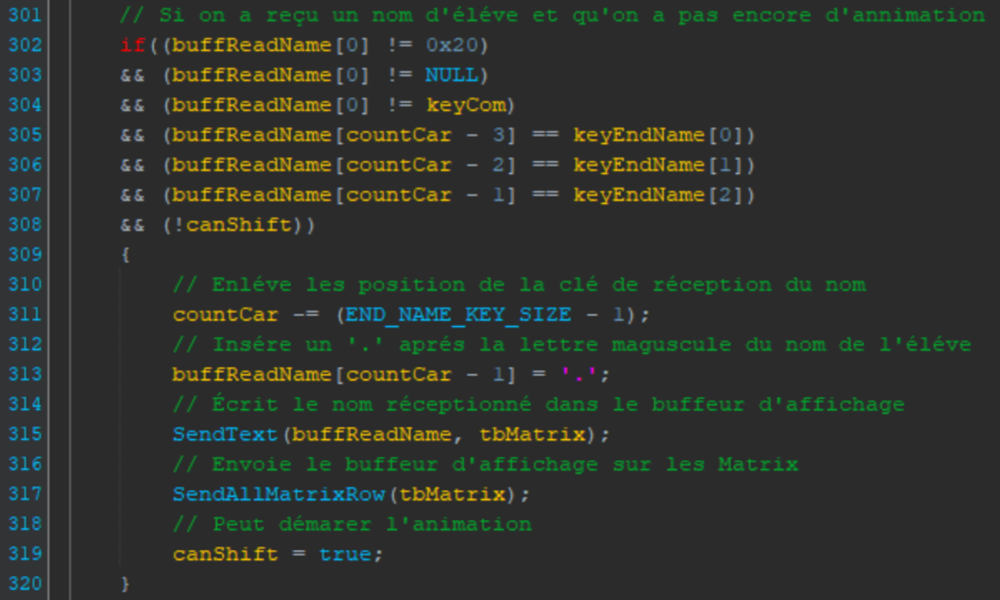 301 // Si on a reçu un nom d'éléve et qu'on a pas encore d'annimation
302 if((buffReadName[0] != 0x20)
303 && (buffReadName[0] != NULL)
304 && (buffReadName[0] != keyCom)
305 && (buffReadName[countCar - 3] == keyEndName[0])
306 && (buffReadName[countCar - 2] == keyEndName[1])
307 && (buffReadName[countCar - 1] == keyEndName[2])
308 && (!canShift))
309 {
310 // Enléve les position de la clé de réception du nom
311 countCar -= (END_NAME_KEY_SIZE - 1);
312 // Insére un '.' aprés la lettre maguscule du nom de l'éléve
313 buffReadName[countCar - 1] = '.';
314 // Écrit le nom réceptionné dans le buffeur d'affichage
315 SendText(buffReadName, tbMatrix);
316 // Envoie le buffeur d'affichage sur les Matrix
317 SendAllMatrixRow(tbMatrix);
318 // Peut démarer l'animation
319 canShift = true;
320 }